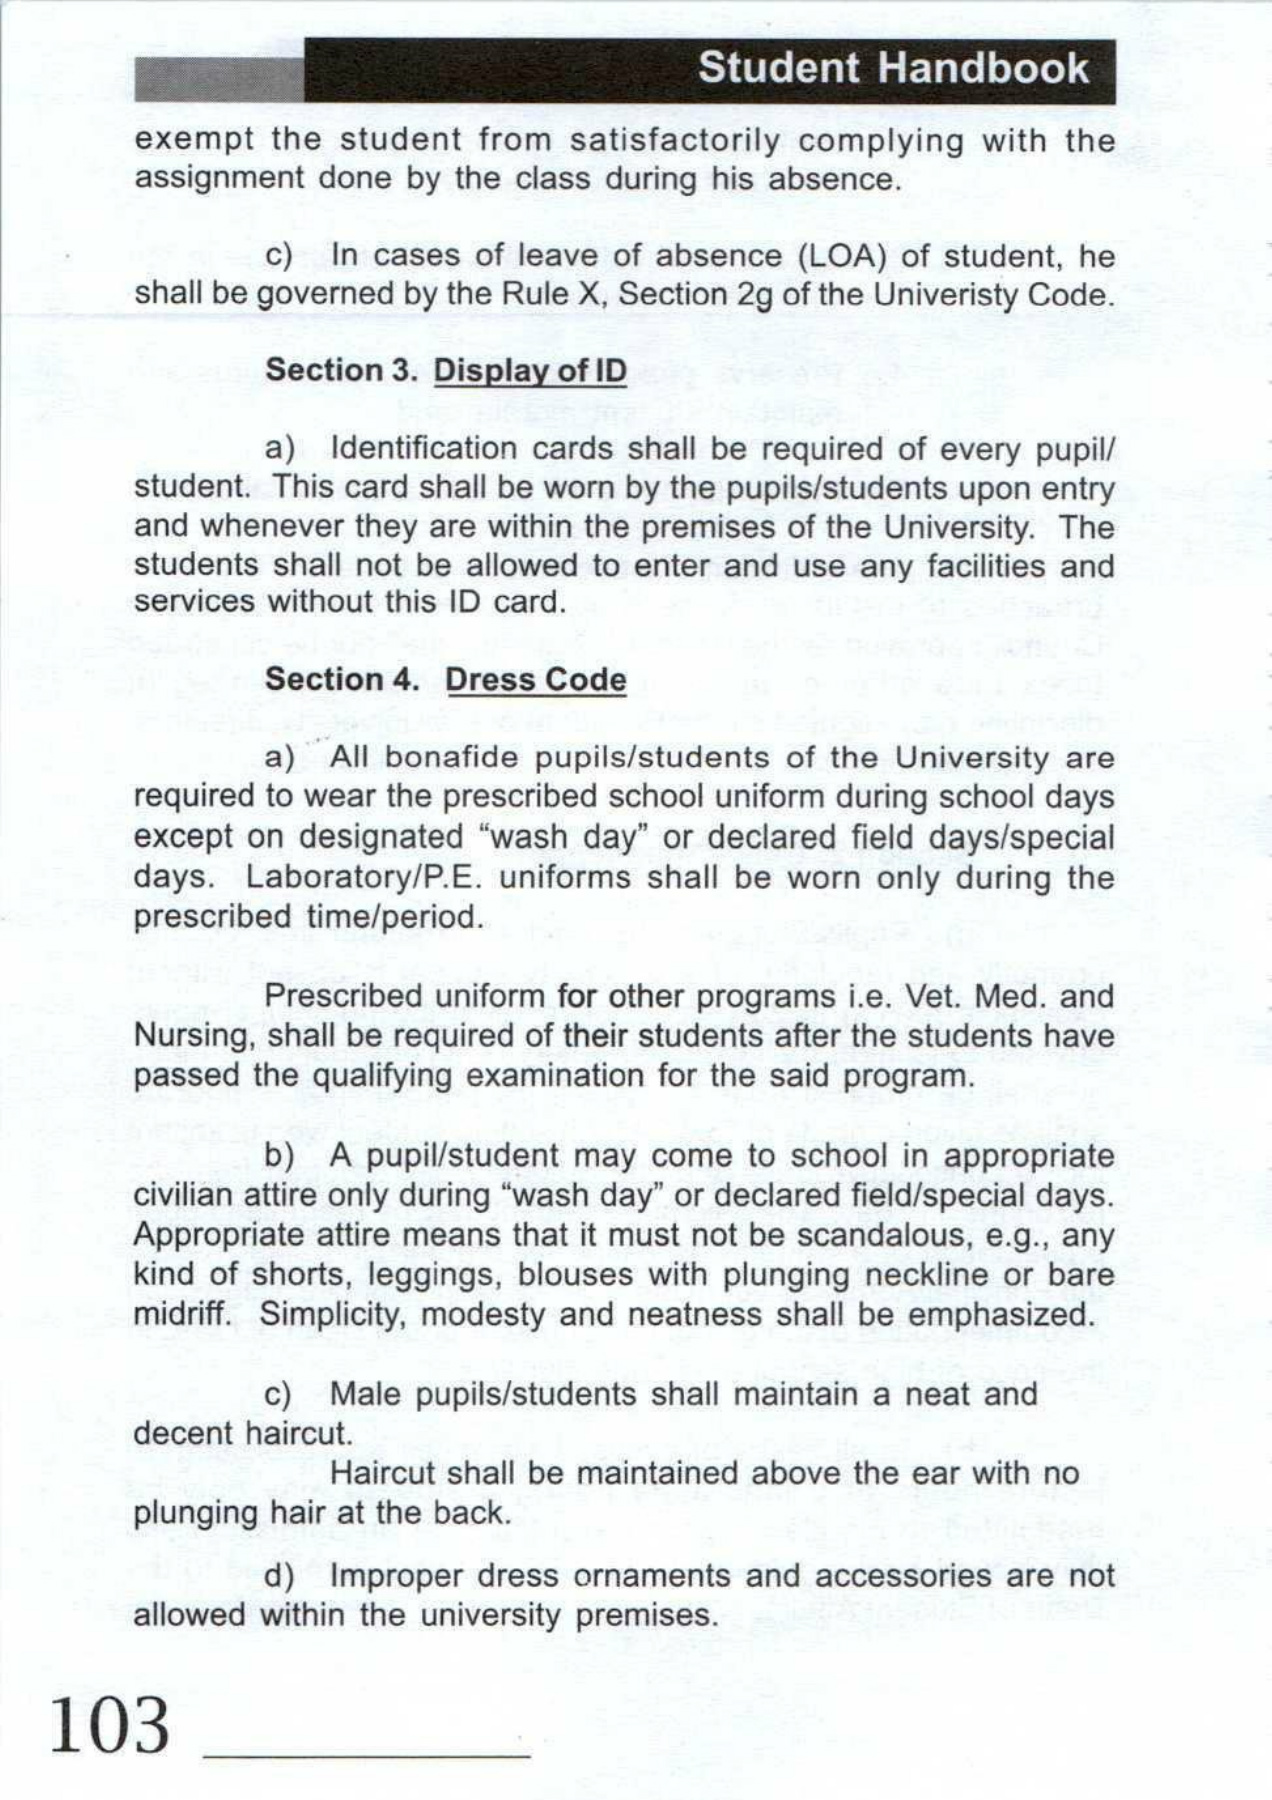 Student Handbook
exempt the student from satisfactorily complying with the
assignment done by the class during his absence.
c) In cases of leave of absence (LOA) of student, he
shall be governed by the Rule X, Section 2g of the Univeristy Code.
Section 3. Display of ID
a) Identification cards shall be required of every pupil/
student. This card shall be worn by the pupils/students upon entry
and whenever they are within the premises of the University. The
students shall not be allowed to enter and use any facilities and
services without this ID card.
Section 4. Dress Code
a) All bonafide pupils/students of the University are
required to wear the prescribed school uniform during school days
except on designated “wash day” or declared field days/special
days. Laboratory/P.E. uniforms shall be worn only during the
prescribed time/period.
Prescribed uniform for other programs i.e. Vet. Med. and
Nursing, shall be required of their students after the students have
passed the qualifying examination for the said program.
b) A pupil/student may come to school in appropriate
civilian attire only during “wash day” or declared field/special days.
Appropriate attire means that it must not be scandalous, e.g., any
kind of shorts, leggings, blouses with plunging neckline or bare
midriff. Simplicity, modesty and neatness shall be emphasized.
c) Male pupils/students shall maintain a neat and
decent haircut.
Haircut shall be maintained above the ear with no
plunging hair at the back.
d) Improper dress ornaments and accessories are not
allowed within the university premises.
103